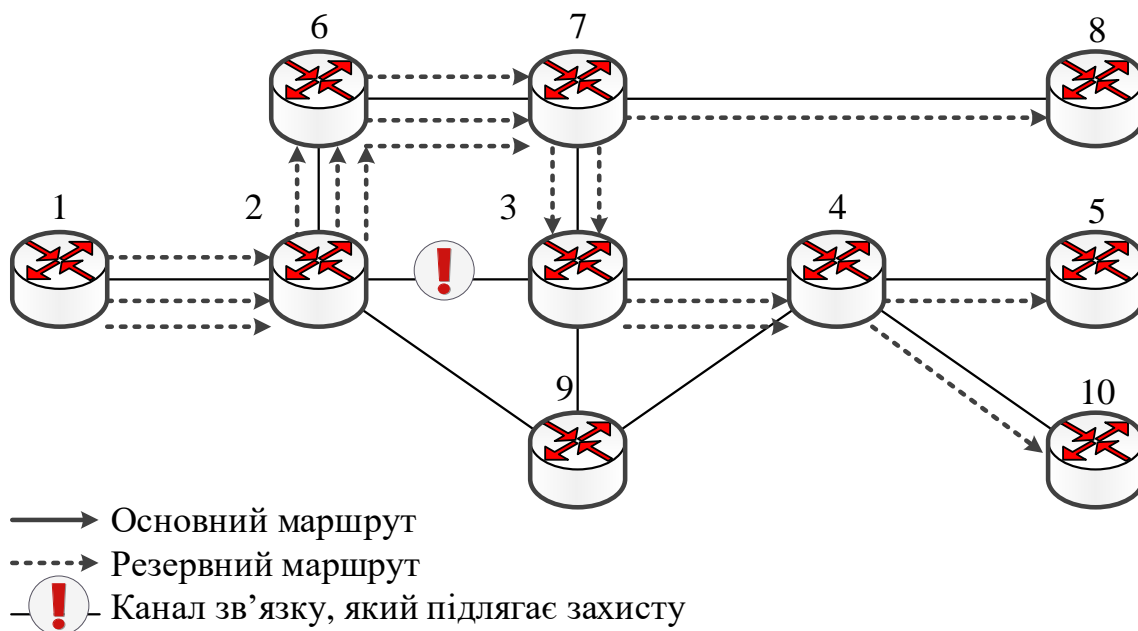 6 7 8
1 2 3 4 5
9 10
Основний маршрут
Резервний маршрут
Канал зв’язку, який підлягає захисту